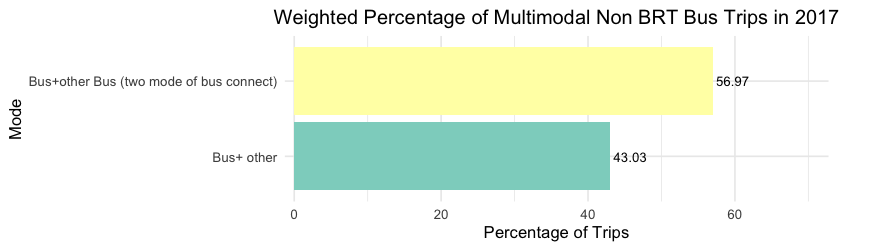 Weighted Percentage of Multimodal Non BRT Bus Trips in 2017
Mode
Bus+other Bus (two mode of bus connect)
56.97
Bus+ other
43.03
0 20 40 60
Percentage of Trips